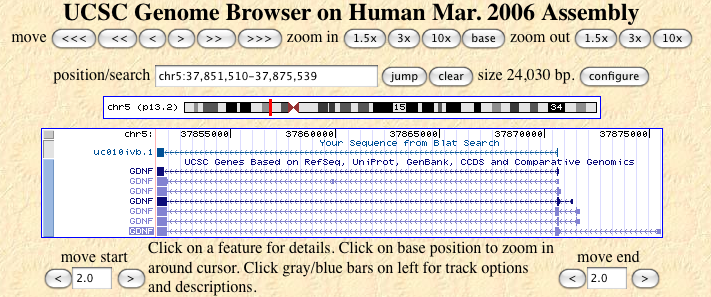 UCSC Genome Browser on Human Mar. 2006 Assembly
move <<< << < > >> >>> zoom in 1.5x 3x 10x base zoom out 1.5x 3x 10x
position/search chr5:37,851,510-37,875,539 jump clear size 24,030 bp. configure
chr5 (p13.2) 15 34
chr5: 37855000 37860000 37865000 37870000 37875000
Your Sequence from Blat Search
uc010ivb.1
UCSC Genes Based on RefSeq, UniProt, GenBank, CCDS and Comparative Genomics
GDNF
GDNF
GDNF
GDNF
GDNF
GDNF
GDNF
move start
< 2.0 >
Click on a feature for details. Click on base position to zoom in
around cursor. Click gray/blue bars on left for track options
and descriptions.
move end
< 2.0 >